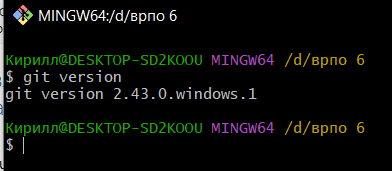 MINGW64:/d/врпо 6
Кирилл@DESKTOP-SD2KOOU MINGW64 /d/врпо 6
$ git version
git version 2.43.0.windows.1
Кирилл@DESKTOP-SD2KOOU MINGW64 /d/врпо 6
$